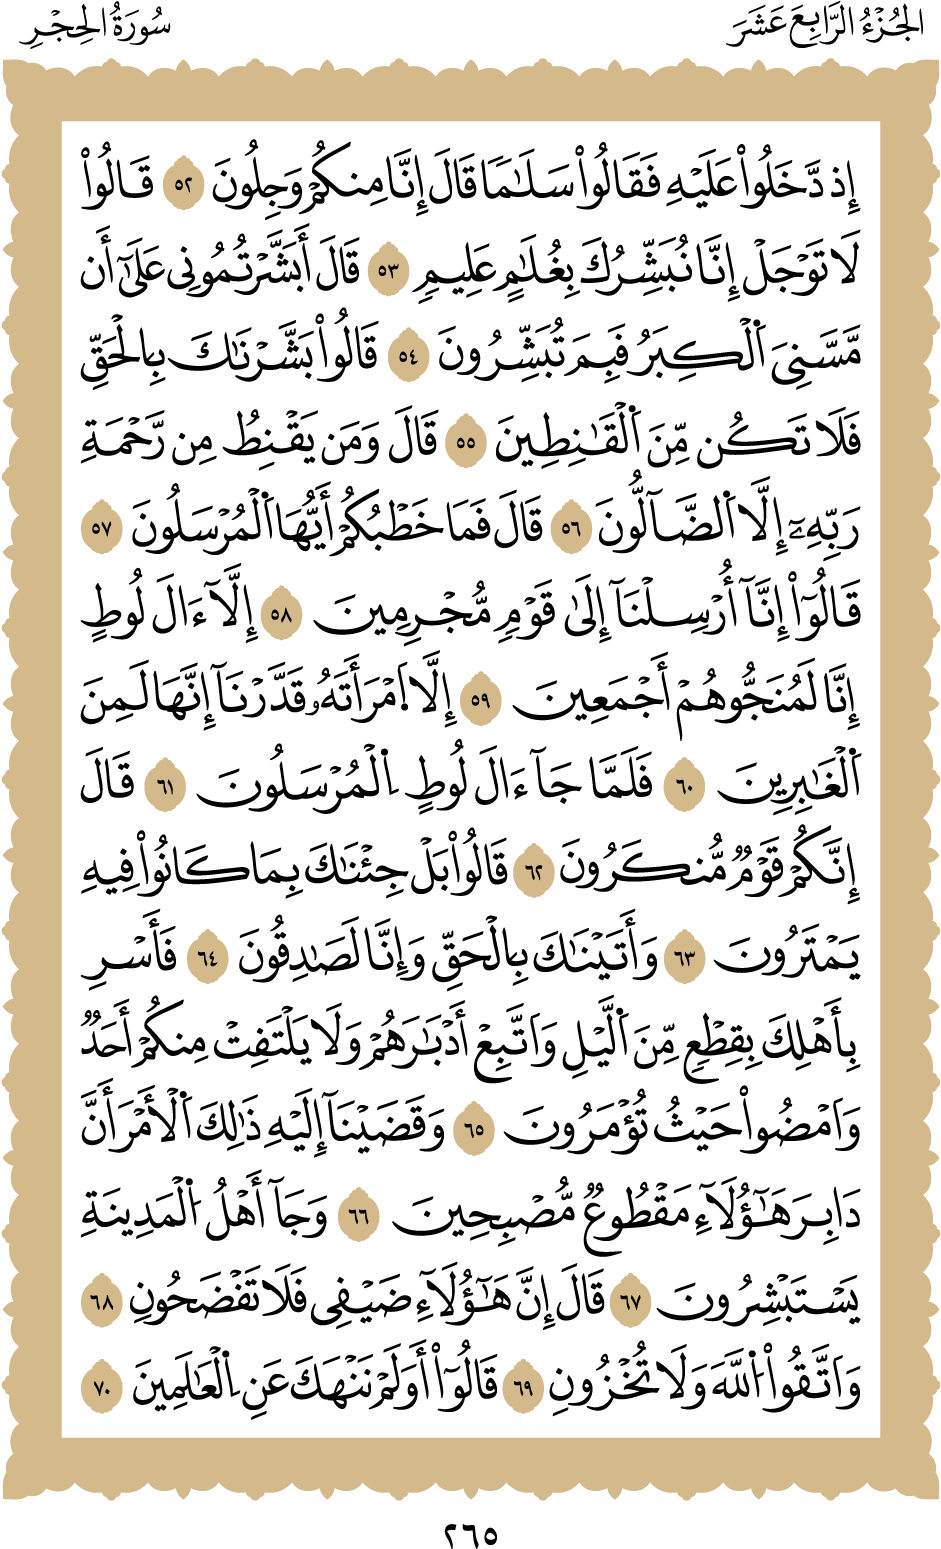 الجُزْءُ الرَّابِعَ عَشَرَ
سُورَةُ الحِجْرِ
إِذ دَّخَلُوا۟ عَلَيْهِ فَقَالُوا۟ سَلَـٰمًۭا قَالَ إِنَّا مِنكُمْ وَجِلُونَ ٥٢ قَالُوا۟
لَا تَوْجَلْ إِنَّا نُبَشِّرُكَ بِغُلَـٰمٍ عَلِيمٍۢ ٥٣ قَالَ أَبَشَّرْتُمُونِى عَلَىٰٓ أَن
مَّسَّنِىَ ٱلْكِبَرُ فَبِمَ تُبَشِّرُونَ ٥٤ قَالُوا۟ بَشَّرْنَـٰكَ بِٱلْحَقِّ
فَلَا تَكُن مِّنَ ٱلْقَـٰنِطِينَ ٥٥ قَالَ وَمَن يَقْنَطُ مِن رَّحْمَةِ
رَبِّهِۦٓ إِلَّا ٱلضَّآلُّونَ ٥٦ قَالَ فَمَا خَطْبُكُمْ أَيُّهَا ٱلْمُرْسَلُونَ ٥٧
قَالُوٓا۟ إِنَّآ أُرْسِلْنَآ إِلَىٰ قَوْمٍۢ مُّجْرِمِينَ ٥٨ إِلَّآ ءَالَ لُوطٍ
إِنَّا لَمُنَجُّوهُمْ أَجْمَعِينَ ٥٩ إِلَّا ٱمْرَأَتَهُۥ قَدَّرْنَآ إِنَّهَا لَمِنَ
ٱلْغَـٰبِرِينَ ٦٠ فَلَمَّا جَآءَ ءَالَ لُوطٍ ٱلْمُرْسَلُونَ ٦١ قَالَ
إِنَّكُمْ قَوْمٌۭ مُّنكَرُونَ ٦٢ قَالُوا۟ بَلْ جِئْنَـٰكَ بِمَا كَانُوا۟ فِيهِ
يَمْتَرُونَ ٦٣ وَأَتَيْنَـٰكَ بِٱلْحَقِّ وَإِنَّا لَصَـٰدِقُونَ ٦٤ فَأَسْرِ
بِأَهْلِكَ بِقِطْعٍۢ مِّنَ ٱلَّيْلِ وَٱتَّبِعْ أَدْبَـٰرَهُمْ وَلَا يَلْتَفِتْ مِنكُمْ أَحَدٌۭ
وَٱمْضُوا۟ حَيْثُ تُؤْمَرُونَ ٦٥ وَقَضَيْنَآ إِلَيْهِ ذَٰلِكَ ٱلْأَمْرَ أَنَّ
دَابِرَ هَـٰٓؤُلَآءِ مَقْطُوعٌۭ مُّصْبِحِينَ ٦٦ وَجَآءَ أَهْلُ ٱلْمَدِينَةِ
يَسْتَبْشِرُونَ ٦٧ قَالَ إِنَّ هَـٰٓؤُلَآءِ ضَيْفِى فَلَا تَفْضَحُونِ ٦٨
وَٱتَّقُوا۟ ٱللَّهَ وَلَا تُخْزُونِ ٦٩ قَالُوٓا۟ أَوَلَمْ نَنْهَكَ عَنِ ٱلْعَـٰلَمِينَ ٧٠
٢٦٥